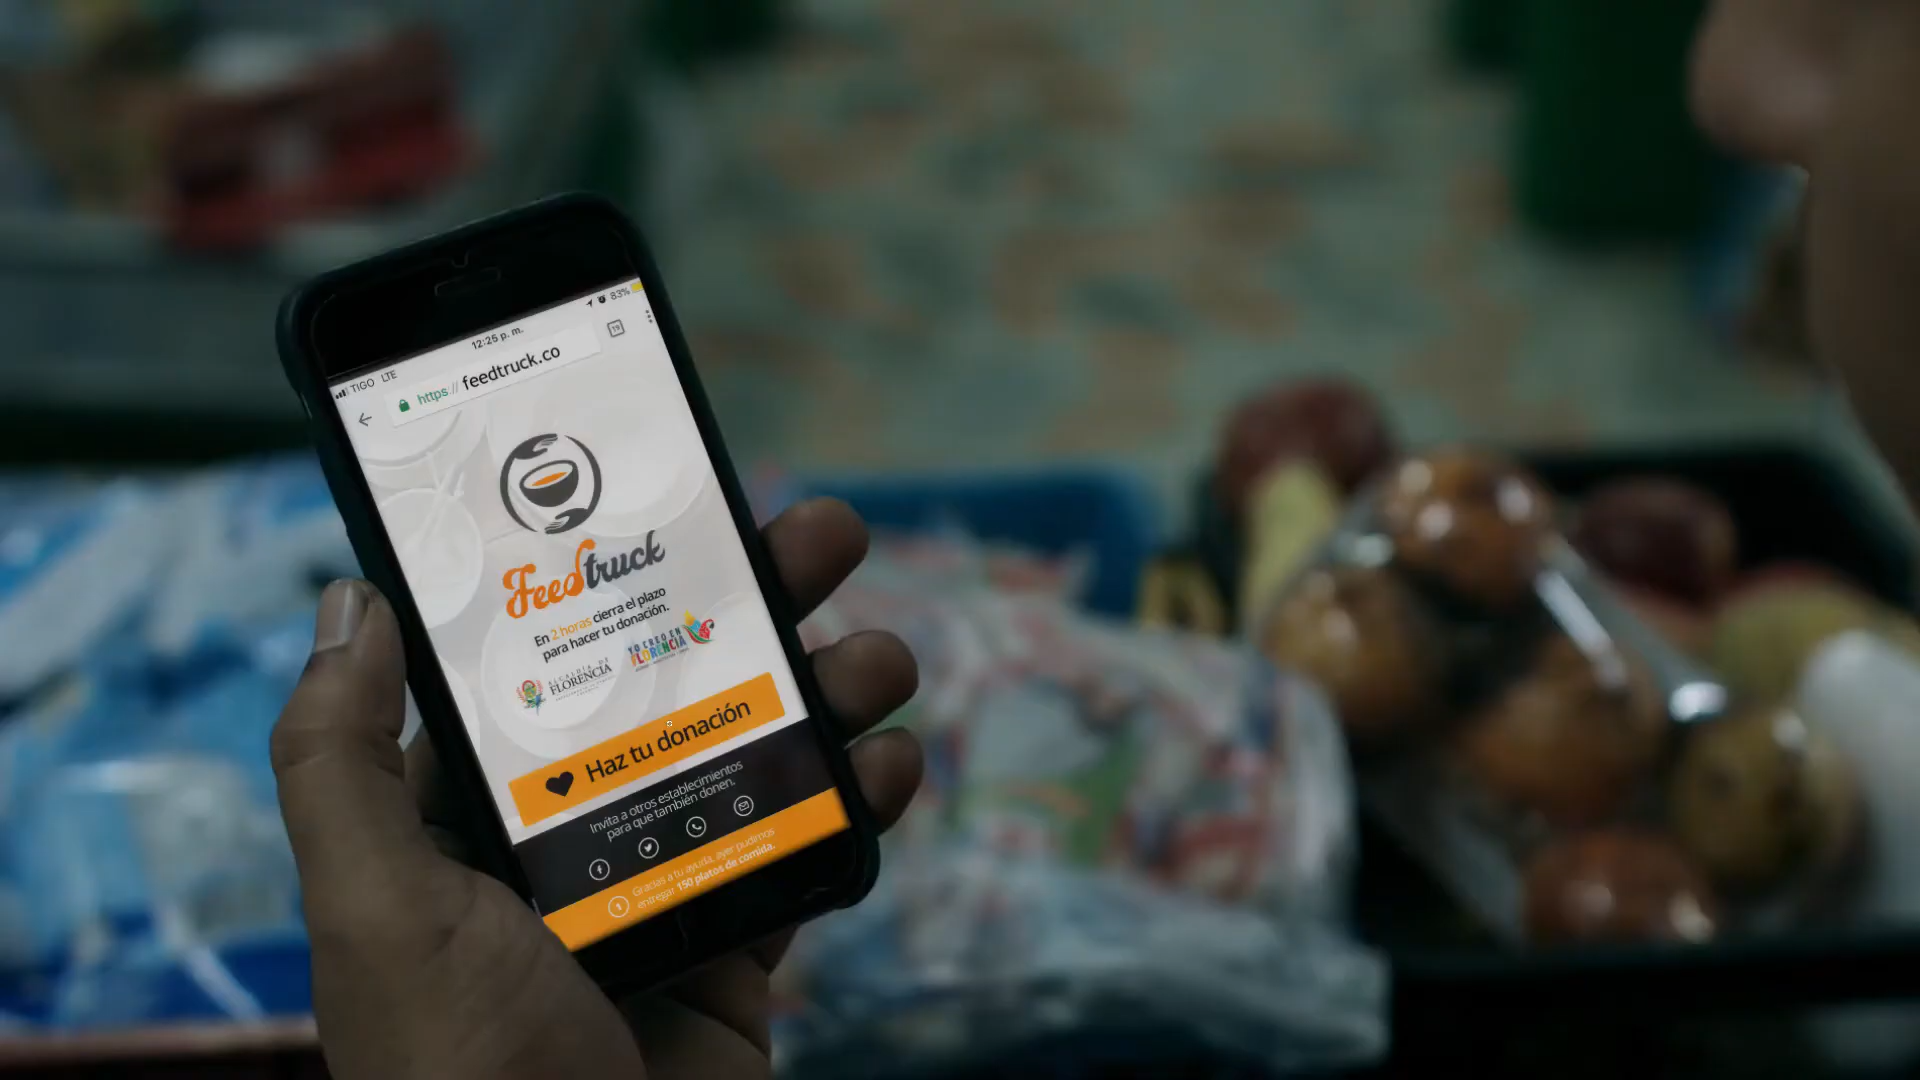 12:25 p. m.
83%
TIGO LTE
https://feedtruck.co
19
Feedtruck
En 2 horas cierra el plazo
para hacer tu donación.
ALCALDÍA DE
FLORENCIA
YO CREO EN
FLORENCIA
Haz tu donación
Invita a otros establecimientos
para que también donen.
Gracias a tu ayuda, ayer pudimos
entregar 150 platos de comida.